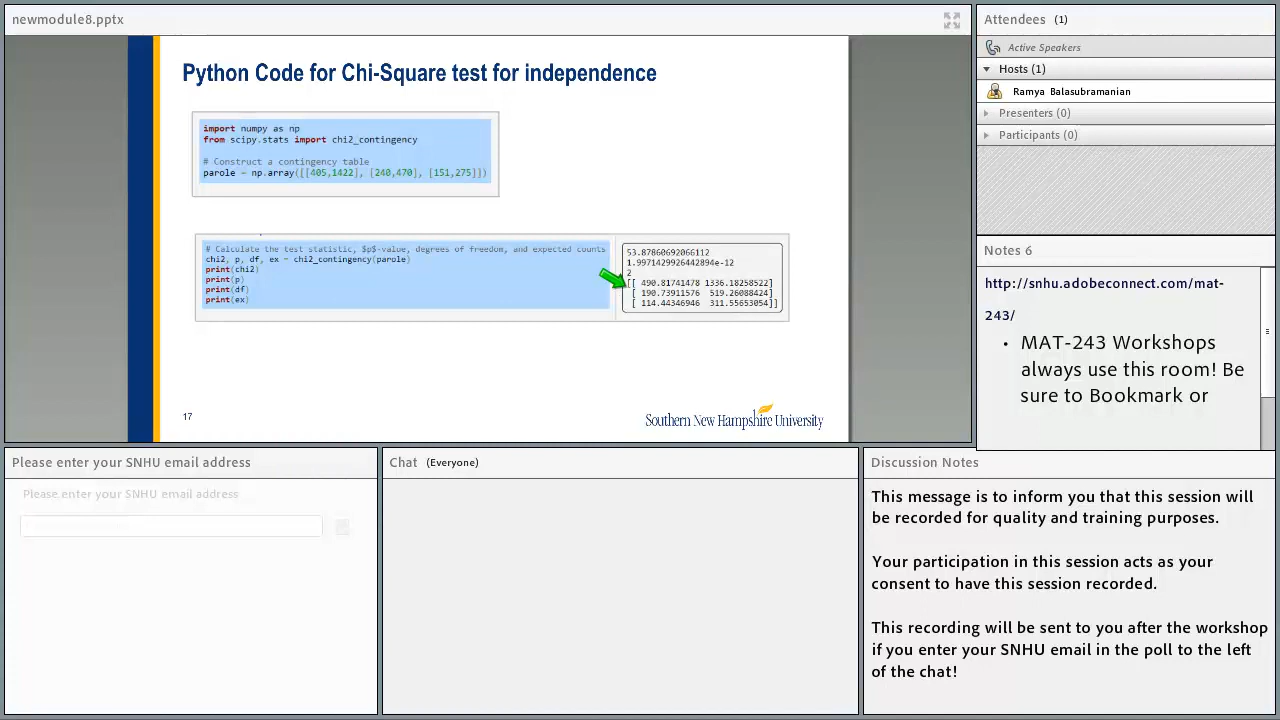 newmodule8.pptx
Python Code for Chi-Square test for independence
import numpy as np
from scipy.stats import chi2_contingency
# Construct a contingency table
parole = np.array([[405,1422], [240,470], [151,275]])
# Calculate the test statistic, $p$-value, degrees of freedom, and expected counts
chi2, p, df, ex = chi2_contingency(parole)
print(chi2)
print(p)
print(df)
print(ex)
53.87860692066112
1.9971429926442894e-12
2
[[ 490.81741478 1336.18258522]
[ 190.73911576 519.26088424]
[ 114.44346946 311.55653054]]
17
Southern New Hampshire University
Attendees (1)
Active Speakers
Hosts (1)
Ramya Balasubramanian
Presenters (0)
Participants (0)
Notes 6
http://snhu.adobeconnect.com/mat-
243/
• MAT-243 Workshops
always use this room! Be
sure to Bookmark or
Please enter your SNHU email address
Please enter your SNHU email address
Chat (Everyone)
Discussion Notes
This message is to inform you that this session will
be recorded for quality and training purposes.
Your participation in this session acts as your
consent to have this session recorded.
This recording will be sent to you after the workshop
if you enter your SNHU email in the poll to the left
of the chat!